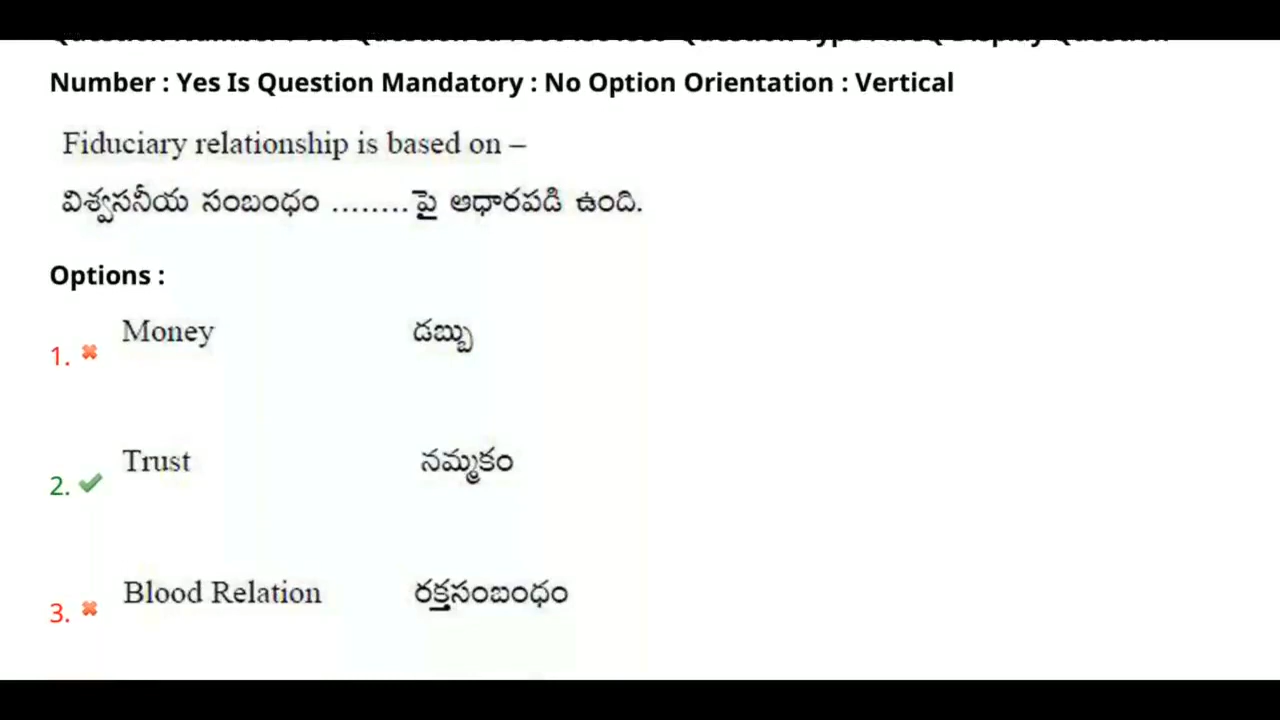 Number : Yes Is Question Mandatory : No Option Orientation : Vertical
Fiduciary relationship is based on –
విశ్వసనీయ సంబంధం ........పై ఆధారపడి ఉంది.
Options :
1. ✖ Money డబ్బు
2. ✔ Trust నమ్మకం
3. ✖ Blood Relation రక్తసంబంధం